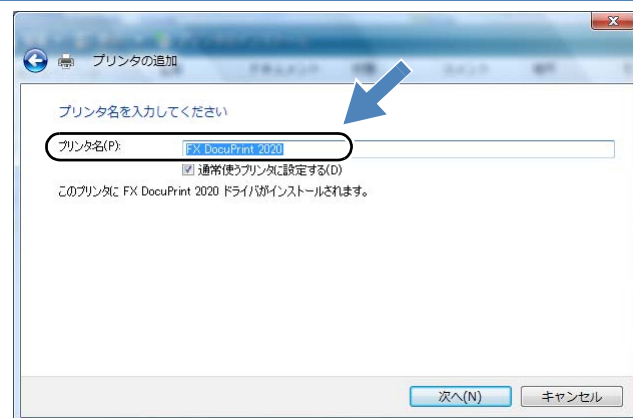 プリンタの追加
プリンタ名を入力してください
プリンタ名(P): FX DocuPrint 2020
通常使うプリンタに設定する(D)
このプリンタに FX DocuPrint 2020 ドライバがインストールされます。
次へ(N) キャンセル